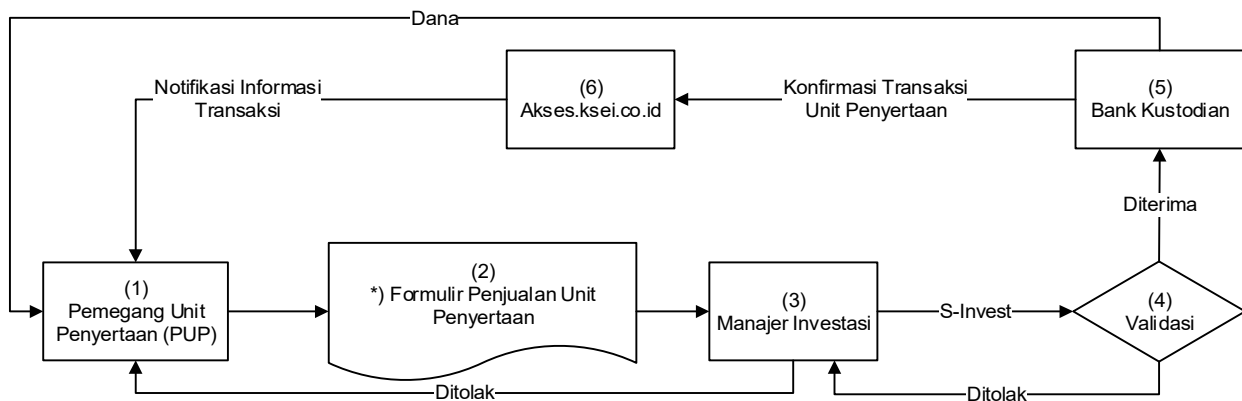 Dana
Notifikasi Informasi
Transaksi
(6)
Akses.ksei.co.id
Konfirmasi Transaksi
Unit Penyertaan
(5)
Bank Kustodian
Diterima
(1)
Pemegang Unit
Penyertaan (PUP)
(2)
*) Formulir Penjualan Unit
Penyertaan
(3)
Manajer Investasi
S-Invest
(4)
Validasi
Ditolak
Ditolak